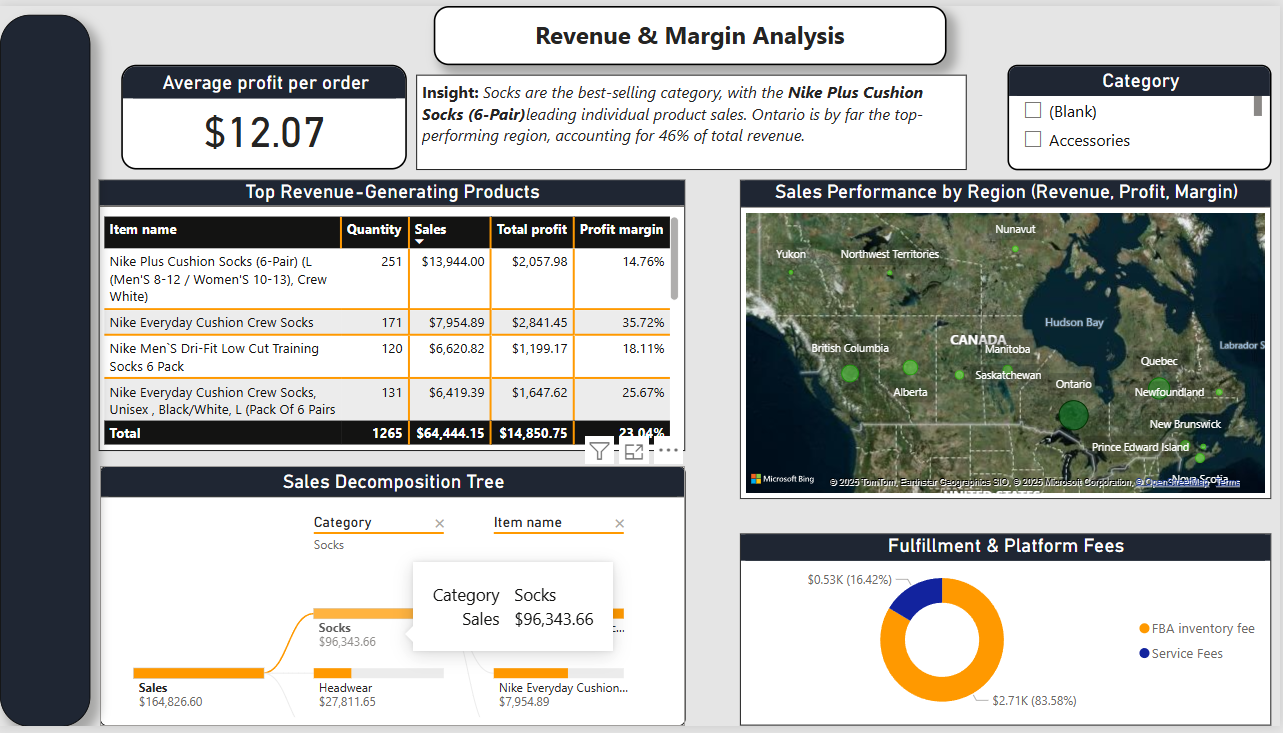 Revenue & Margin Analysis
Average profit per order
$12.07
Insight: Socks are the best-selling category, with the Nike Plus Cushion
Socks (6-Pair)leading individual product sales. Ontario is by far the top-
performing region, accounting for 46% of total revenue.
Category
(Blank)
Accessories
Top Revenue-Generating Products
Item name Quantity Sales Total profit Profit margin
Nike Plus Cushion Socks (6-Pair) (L 251 $13,944.00 $2,057.98 14.76%
(Men'S 8-12 / Women'S 10-13), Crew
White)
Nike Everyday Cushion Crew Socks 171 $7,954.89 $2,841.45 35.72%
Nike Men`S Dri-Fit Low Cut Training 120 $6,620.82 $1,199.17 18.11%
Socks 6 Pack
Nike Everyday Cushion Crew Socks, 131 $6,419.39 $1,647.62 25.67%
Unisex , Black/White, L (Pack Of 6 Pairs
Total 1265 $64,444.15 $14,850.75 23.04%
Sales Performance by Region (Revenue, Profit, Margin)
Nunavut
Yukon
Northwest Territories
Hudson Bay
CANADA
British Columbia
Manitoba
Labrador S
Quebec
Saskatchewan
Ontario
Alberta
Newfoundland
New Brunswick
Prince Edward Island
Nova Scotia
Microsoft Bing
© 2025 TomTom, Earthstar Geographics SIO, © 2025 Microsoft Corporation, © OpenStreetMap Terms
UNITED STATES
Sales Decomposition Tree
Category
Item name
Socks
Category Socks
Sales $96,343.66
Socks
$96,343.66
Sales
$164,826.60
Headwear
$27,811.65
Nike Everyday Cushion...
$7,954.89
Fulfillment & Platform Fees
$0.53K (16.42%)
FBA inventory fee
Service Fees
$2.71K (83.58%)